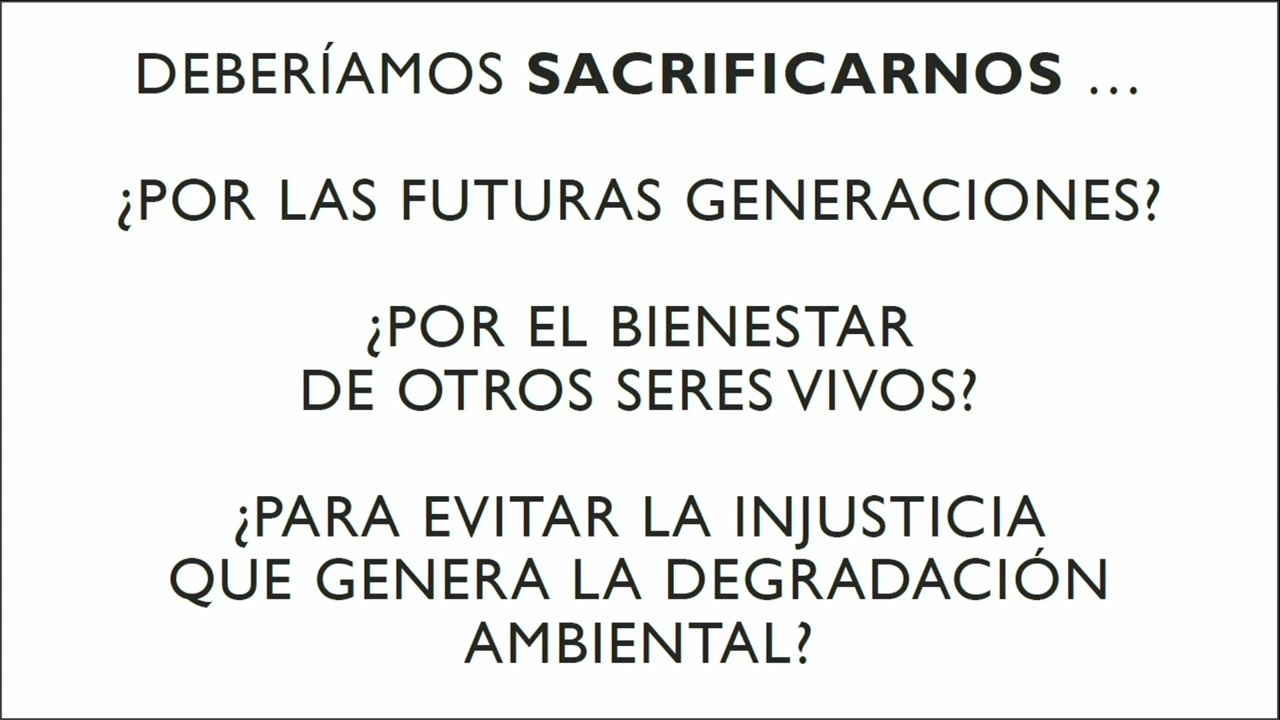 DEBERÍAMOS SACRIFICARNOS ...
¿POR LAS FUTURAS GENERACIONES?
¿POR EL BIENESTAR
DE OTROS SERES VIVOS?
¿PARA EVITAR LA INJUSTICIA
QUE GENERA LA DEGRADACIÓN
AMBIENTAL?